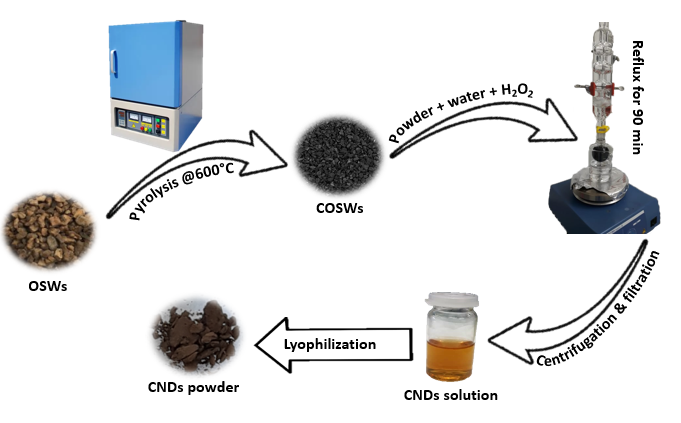 OSWs
Pyrolysis @600°C
COSWs
Powder + water + H₂O₂
Reflux for 90 min
Centrifugation & filtration
CNDs solution
Lyophilization
CNDs powder